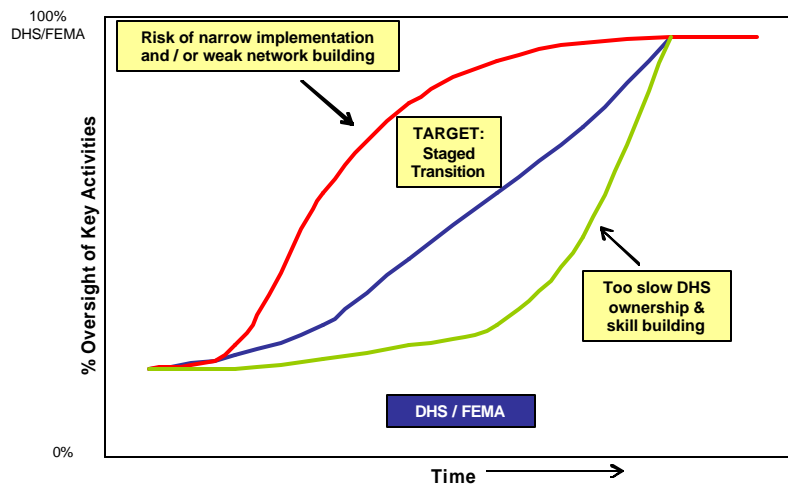 100%
DHS/FEMA
Risk of narrow implementation
and / or weak network building
TARGET:
Staged
Transition
% Oversight of Key Activities
Too slow DHS
ownership &
skill building
DHS / FEMA
0%
Time